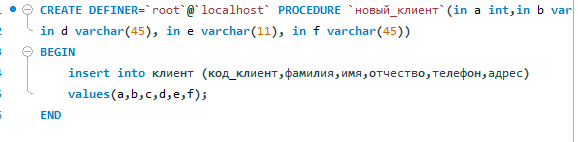 CREATE DEFINER=`root`@`localhost` PROCEDURE `новый_клиент`(in a int,in b var
in d varchar(45), in e varchar(11), in f varchar(45))
BEGIN
insert into клиент (код_клиент,фамилия,имя,отчество,телефон,адрес)
values(a,b,c,d,e,f);
END